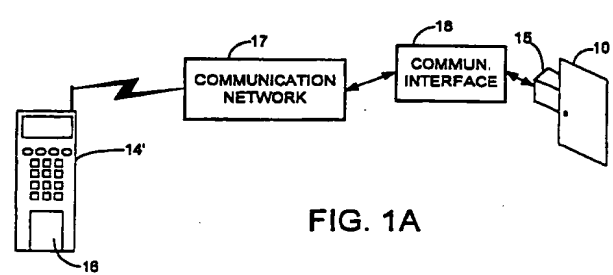 17
18
15
10
COMMUNICATION
NETWORK
COMMUN.
INTERFACE
14'
16
FIG. 1A